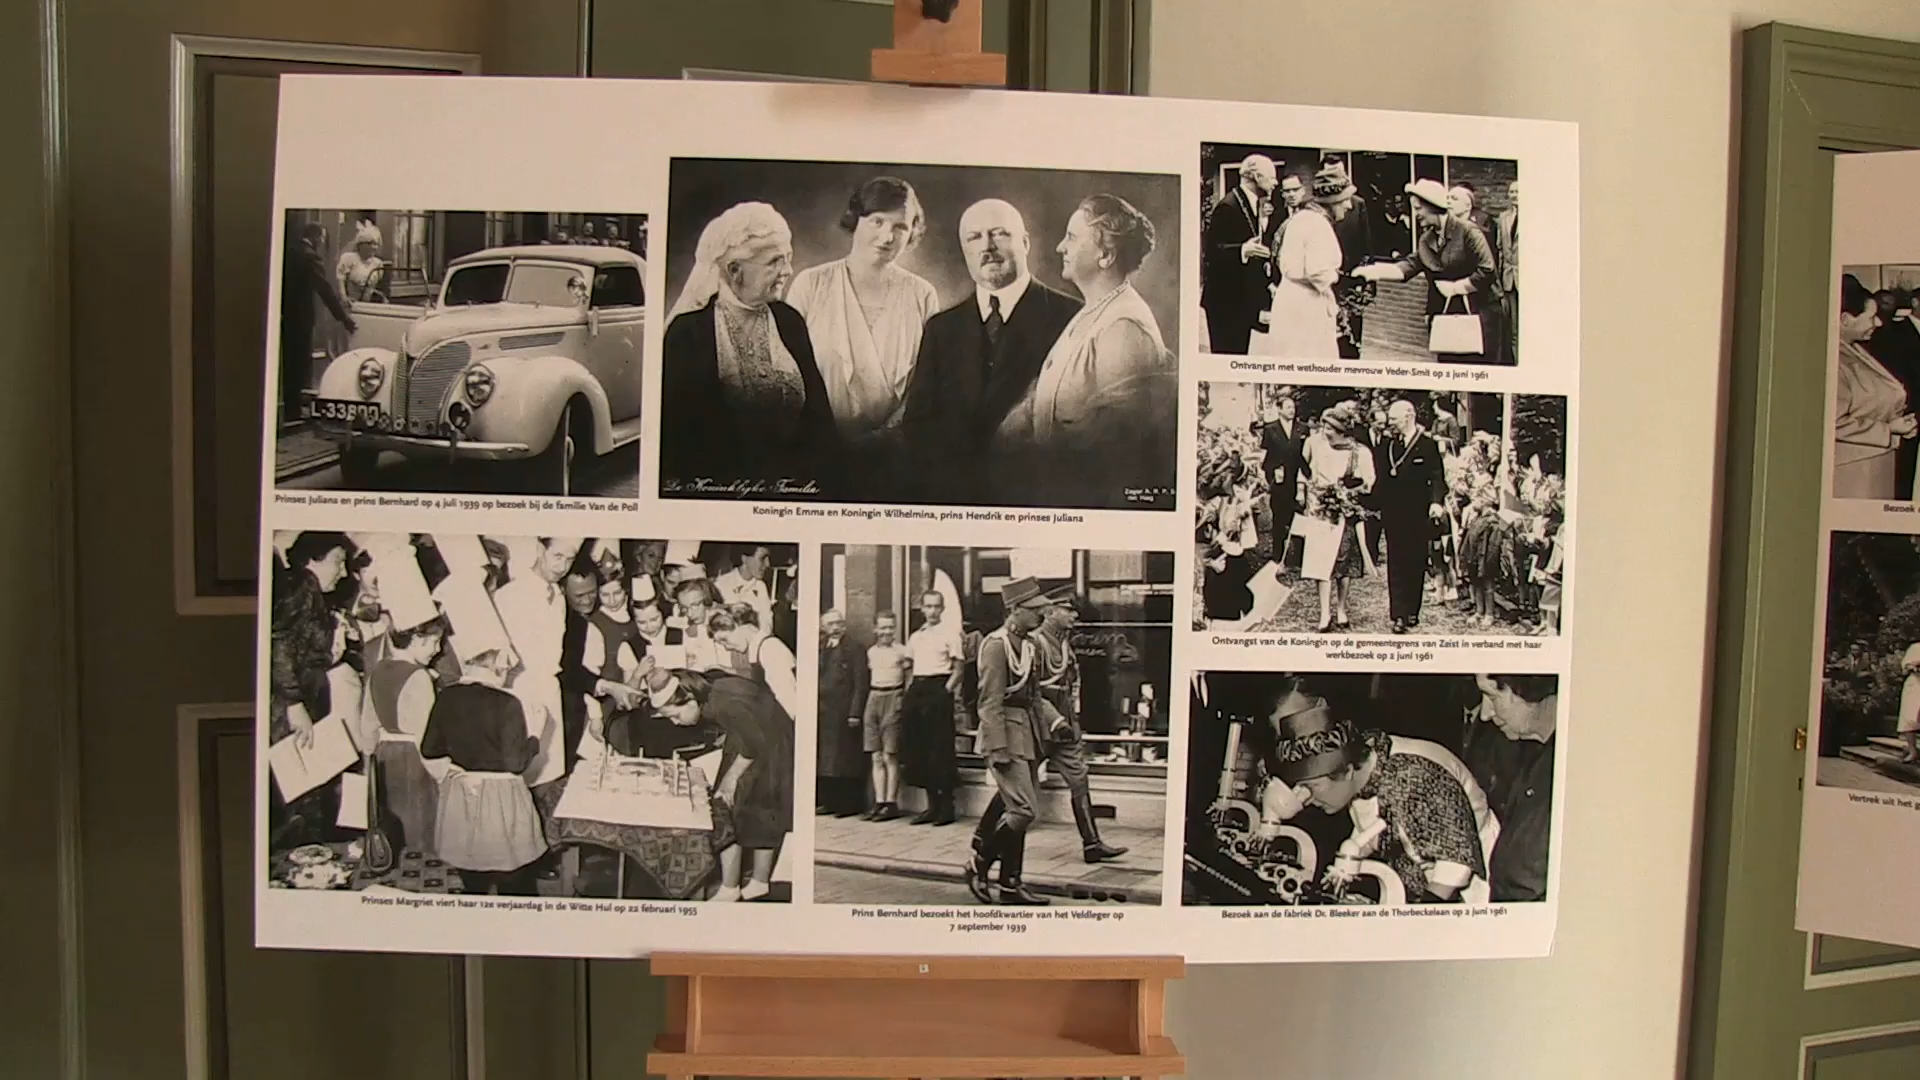 L-33800
Prinses Juliana en prins Bernhard op 4 juli 1939 op bezoek bij de familie Van de Poll
De Koninklijke Familie
Koningin Emma en Koningin Wilhelmina, prins Hendrik en prinses Juliana
Ontvangst met wethouder mevrouw Veder-Smit op 2 juni 1961
Ontvangst van de Koningin op de gemeentegrens van Zeist in verband met haar
werkbezoek op 2 juni 1961
Prinses Margriet viert haar 12e verjaardag in de Witte Hul op 22 februari 1955
Prins Bernhard bezoekt het hoofdkwartier van het Veldleger op
7 september 1939
Bezoek aan de fabriek Dr. Bleeker aan de Thorbeckelaan op 2 juni 1961
Bezoek
Vertrek uit het